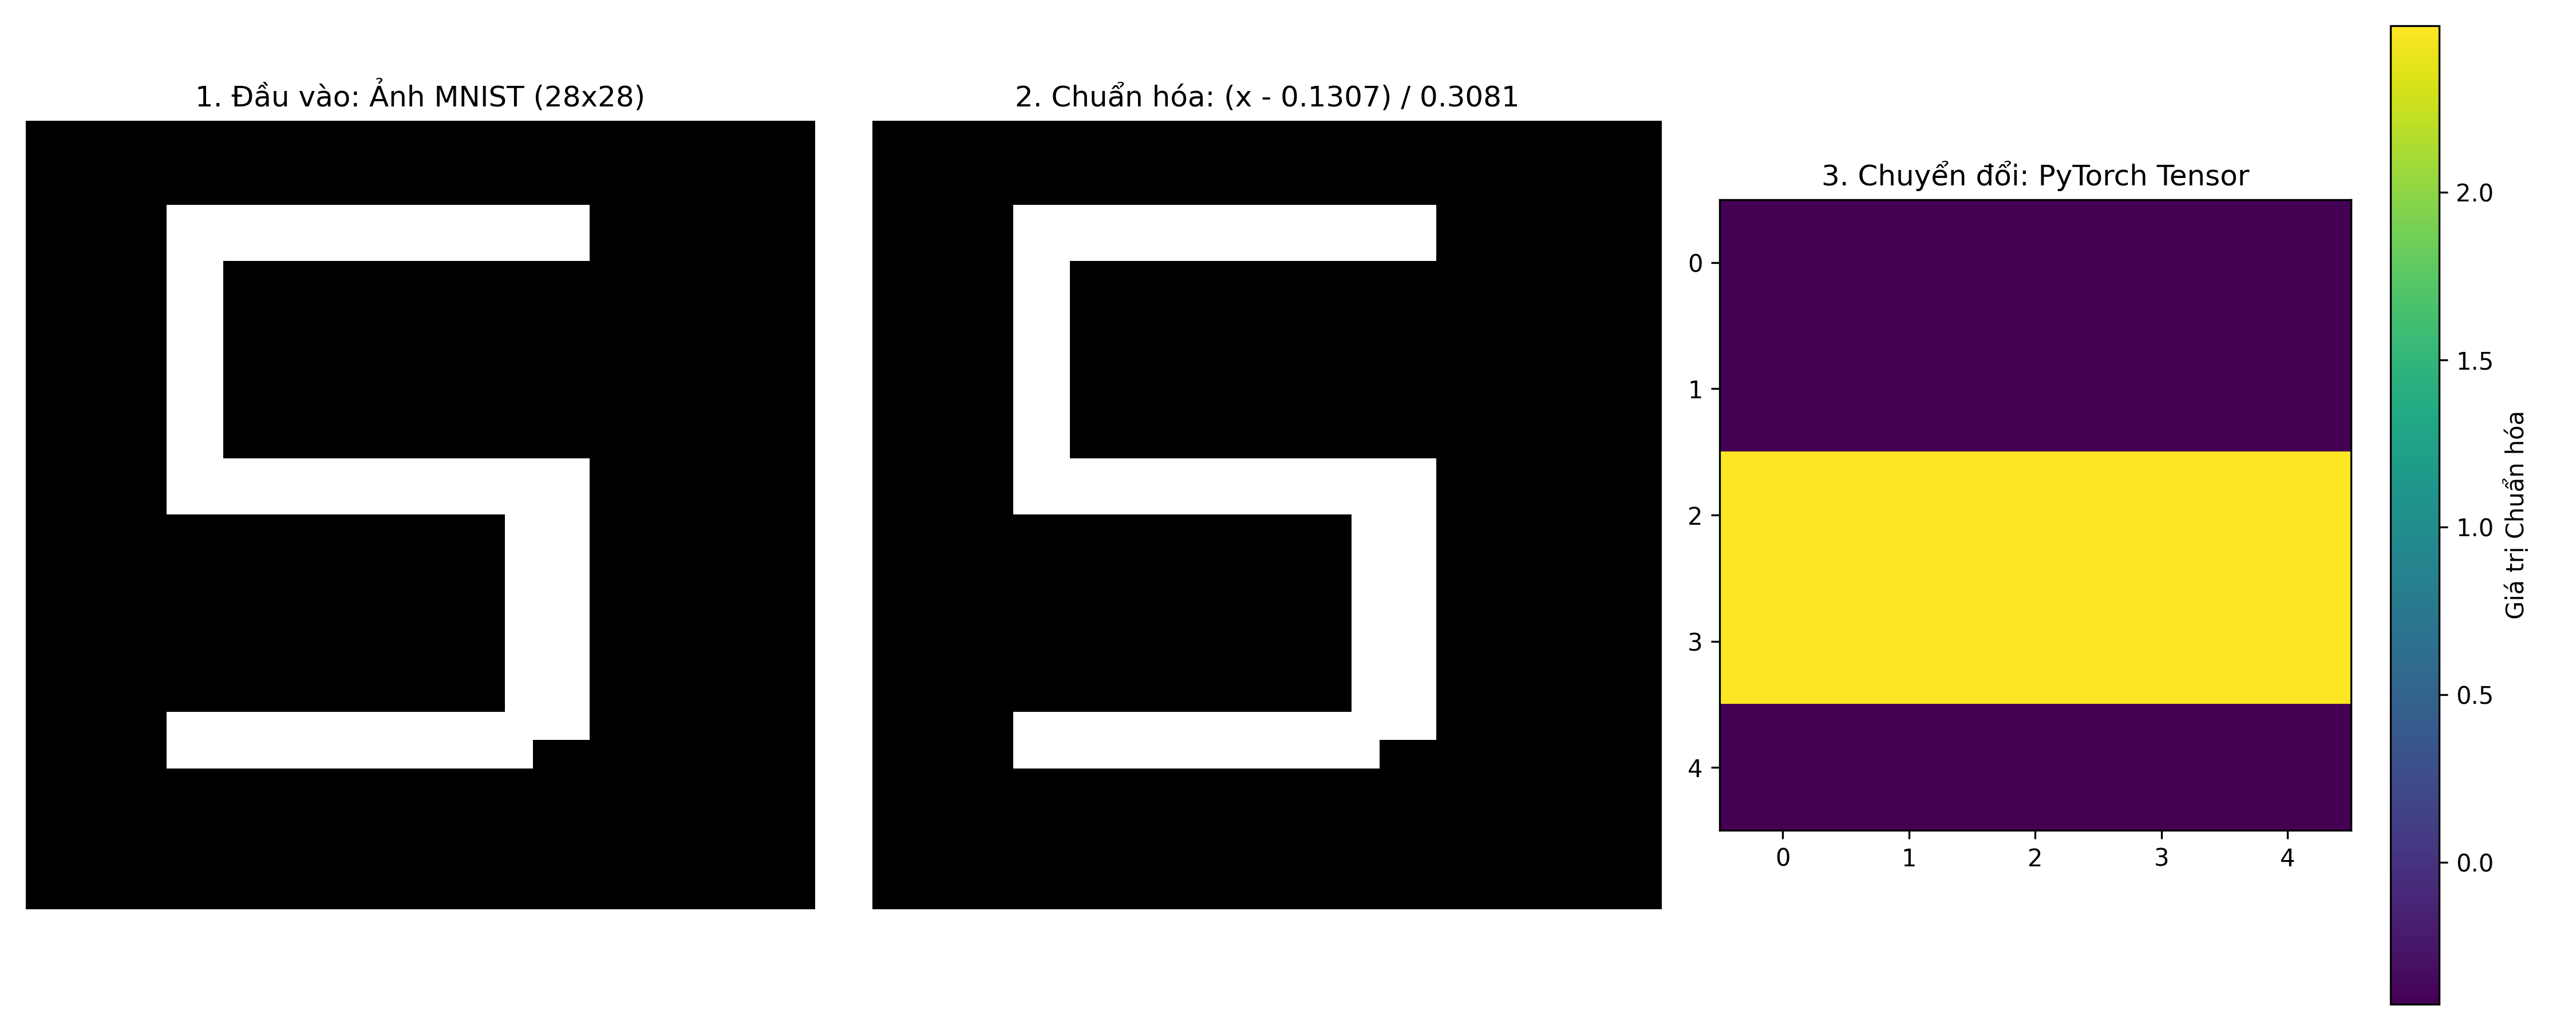 1. Đầu vào: Ảnh MNIST (28x28)
2. Chuẩn hóa: (x - 0.1307) / 0.3081
3. Chuyển đổi: PyTorch Tensor
0
1
2
3
4
0 1 2 3 4
2.0
1.5
1.0
0.5
0.0
Giá trị Chuẩn hóa